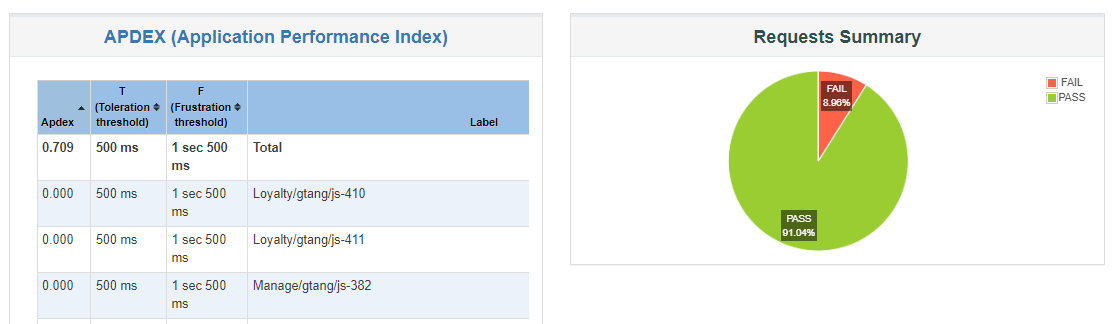 APDEX (Application Performance Index)
T
F
(Toleration
(Frustration
Apdex
threshold)
threshold)
Label
0.709
500 ms
1 sec 500
ms
Total
0.000
500 ms
1 sec 500
ms
Loyalty/gtang/js-410
0.000
500 ms
1 sec 500
ms
Loyalty/gtang/js-411
0.000
500 ms
1 sec 500
ms
Manage/gtang/js-382
Requests Summary
FAIL
8.96%
PASS
91.04%
FAIL
PASS